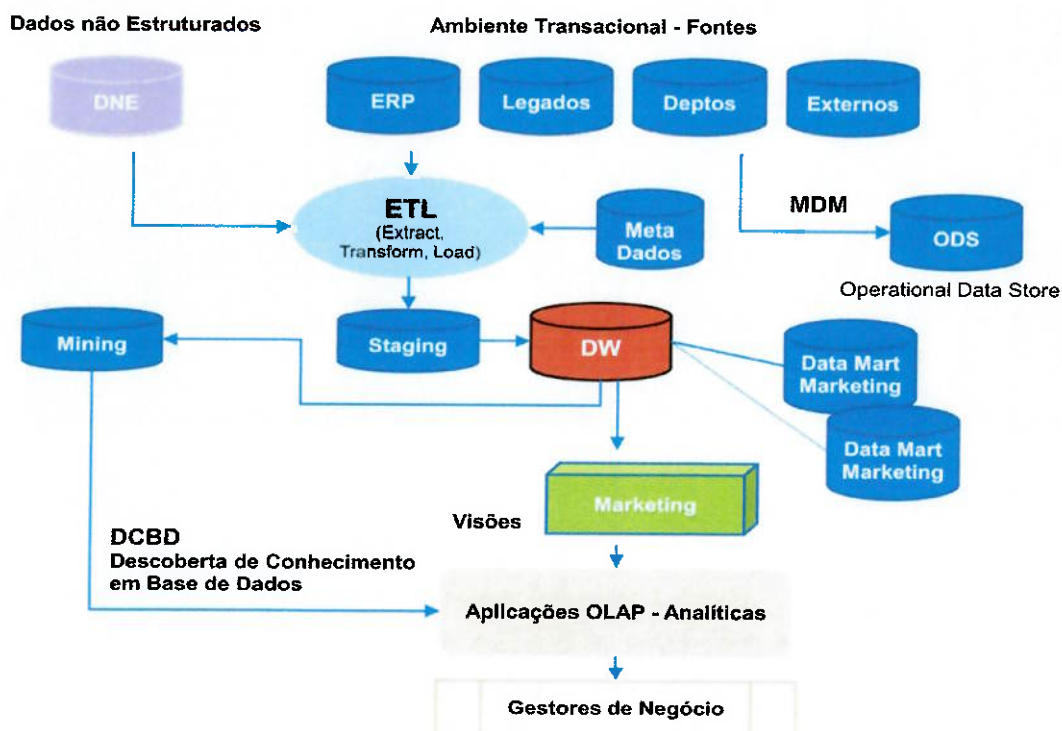 Dados não Estruturados
Ambiente Transacional - Fontes
DNE
ERP
Legados
Deptos
Externos
ETL
(Extract,
Transform, Load)
Meta
Dados
MDM
ODS
Operational Data Store
Mining
Staging
DW
Data Mart
Marketing
Data Mart
Marketing
Marketing
Visões
DCBD
Descoberta de Conhecimento
em Base de Dados
Aplicações OLAP - Analíticas
Gestores de Negócio